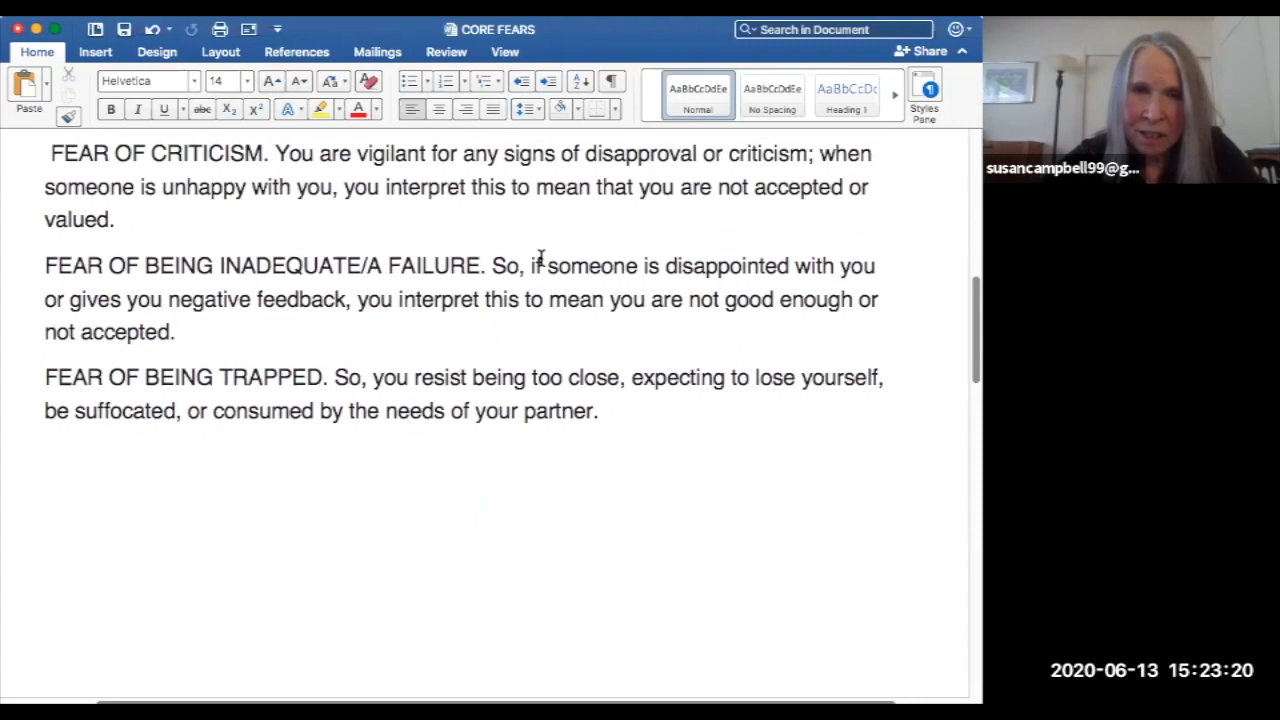 CORE FEARS
Search in Document
Home Insert Design Layout References Mailings Review View
Share
Paste
Helvetica 14
AaBbCcDdEe AaBbCcDdEe AaBbCcDc
Normal No Spacing Heading 1
Styles
Pane
B I U abc X₂ X²
FEAR OF CRITICISM. You are vigilant for any signs of disapproval or criticism; when
someone is unhappy with you, you interpret this to mean that you are not accepted or
valued.
FEAR OF BEING INADEQUATE/A FAILURE. So, if someone is disappointed with you
or gives you negative feedback, you interpret this to mean you are not good enough or
not accepted.
FEAR OF BEING TRAPPED. So, you resist being too close, expecting to lose yourself,
be suffocated, or consumed by the needs of your partner.
susancampbell99@g...
2020-06-13 15:23:20